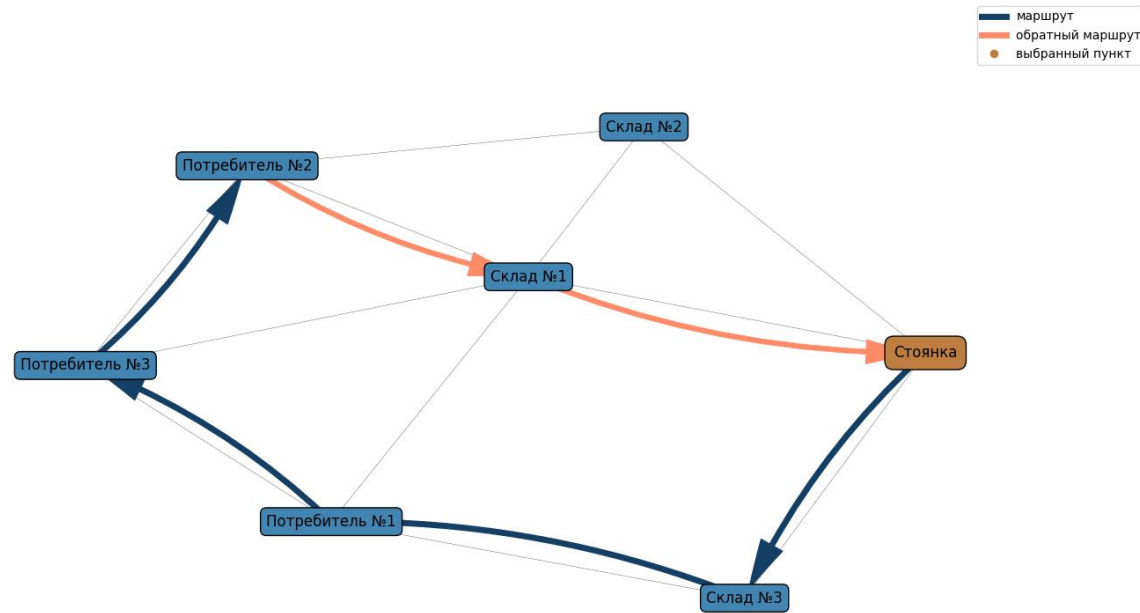 маршрут
обратный маршрут
выбранный пункт
Склад №2
Потребитель №2
Склад №1
Стоянка
Потребитель №3
Потребитель №1
Склад №3